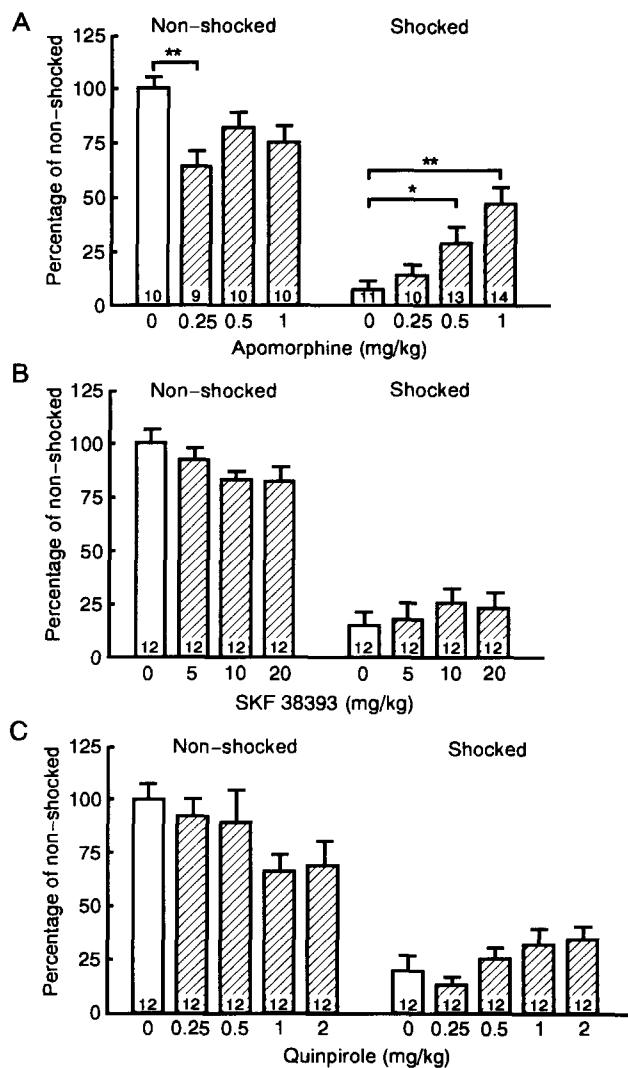 A
Non-shocked
Shocked
Percentage of non-shocked
125
100
75
50
25
0
**
**
*
10
9
10
10
11
10
13
14
0 0.25 0.5 1 0 0.25 0.5 1
Apomorphine (mg/kg)
B
Non-shocked
Shocked
Percentage of non-shocked
125
100
75
50
25
0
12
12
12
12
12
12
12
12
0 5 10 20 0 5 10 20
SKF 38393 (mg/kg)
C
Non-shocked
Shocked
Percentage of non-shocked
125
100
75
50
25
0
12
12
12
12
12
12
12
12
12
12
0 0.25 0.5 1 2 0 0.25 0.5 1 2
Quinpirole (mg/kg)